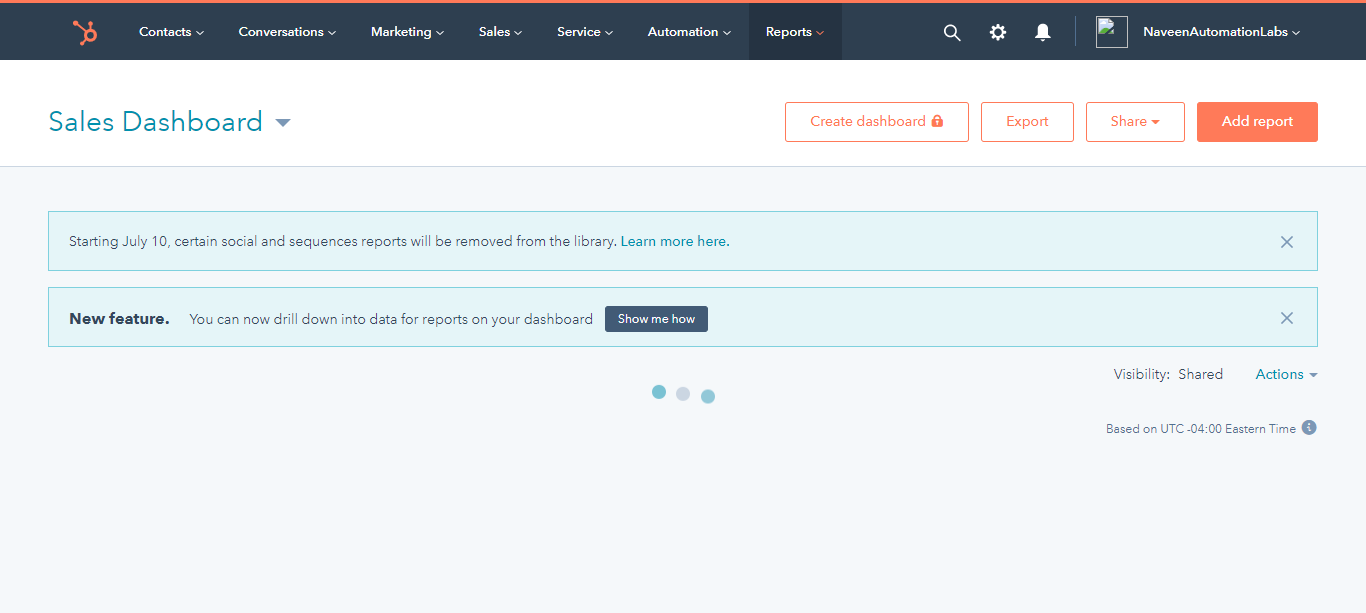 Contacts Conversations Marketing Sales Service Automation Reports NaveenAutomationLabs
Sales Dashboard Create dashboard Export Share Add report
Starting July 10, certain social and sequences reports will be removed from the library. Learn more here.
New feature. You can now drill down into data for reports on your dashboard Show me how
Visibility: Shared Actions
Based on UTC -04:00 Eastern Time